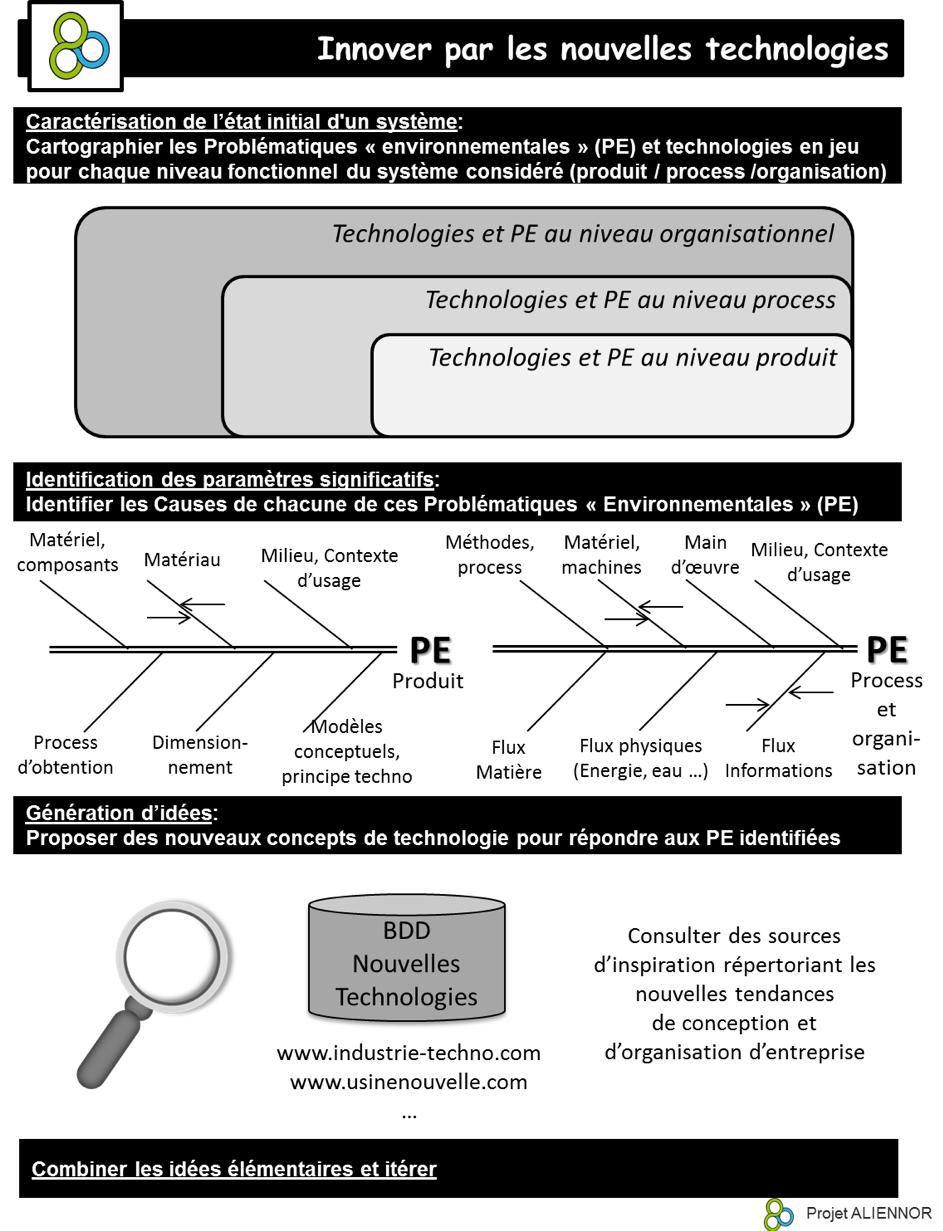 Innover par les nouvelles technologies
Caractérisation de l’état initial d'un système:
Cartographier les Problématiques « environnementales » (PE) et technologies en jeu
pour chaque niveau fonctionnel du système considéré (produit / process /organisation)
Technologies et PE au niveau organisationnel
Technologies et PE au niveau process
Technologies et PE au niveau produit
Identification des paramètres significatifs:
Identifier les Causes de chacune de ces Problématiques « Environnementales » (PE)
Matériel,
composants
Matériau
Milieu, Contexte
d’usage
PE
Produit
Process
d’obtention
Dimension-
nement
Modèles
conceptuels,
principe techno
Méthodes,
process
Matériel,
machines
Main
d’œuvre
Milieu, Contexte
d’usage
PE
Process
et
organi-
sation
Flux
Matière
Flux physiques
(Energie, eau …)
Flux
Informations
Génération d’idées:
Proposer des nouveaux concepts de technologie pour répondre aux PE identifiées
BDD
Nouvelles
Technologies
www.industrie-techno.com
www.usinenouvelle.com
…
Consulter des sources
d’inspiration répertoriant les
nouvelles tendances
de conception et
d’organisation d’entreprise
Combiner les idées élémentaires et itérer
Projet ALIENNOR